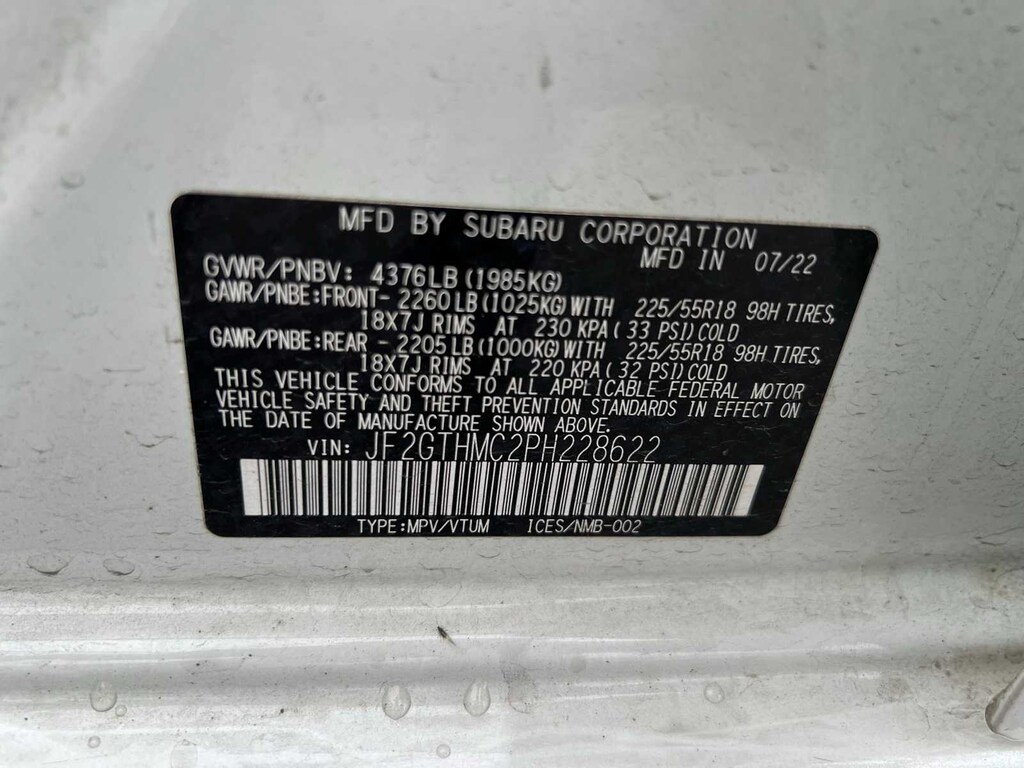 MFD BY SUBARU CORPORATION
MFD IN 07/22
GVWR/PNBV: 4376LB (1985KG)
GAWR/PNBE:FRONT- 2260LB (1025KG) WITH 225/55R18 98H TIRES,
18X7J RIMS AT 230 KPA ( 33 PSI) COLD
GAWR/PNBE:REAR - 2205LB (1000KG) WITH 225/55R18 98H TIRES,
18X7J RIMS AT 220 KPA ( 32 PSI) COLD
THIS VEHICLE CONFORMS TO ALL APPLICABLE FEDERAL MOTOR
VEHICLE SAFETY AND THEFT PREVENTION STANDARDS IN EFFECT ON
THE DATE OF MANUFACTURE SHOWN ABOVE.
VIN: JF2GTHMC2PH228622
TYPE:MPV/VTUM ICES/NMB-002